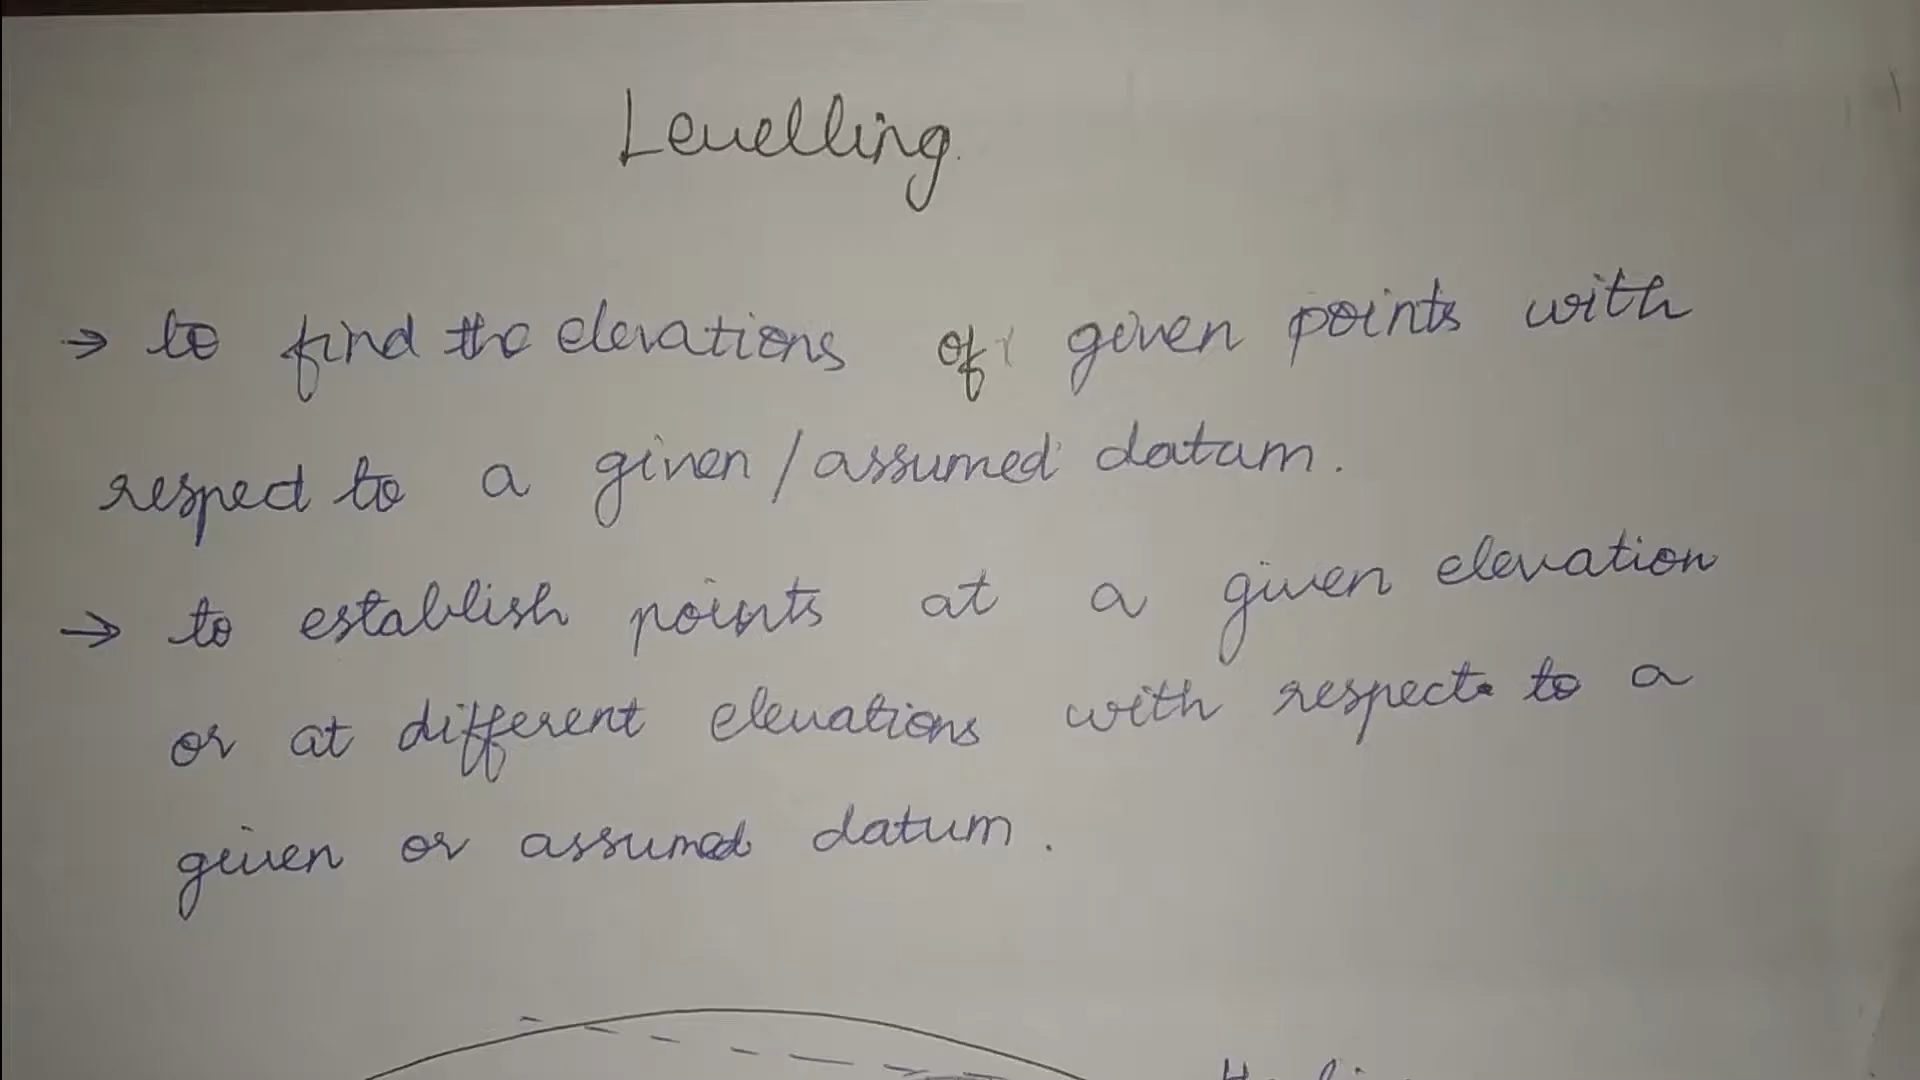 Levelling
→ to find the elevations of given points with
respect to a given / assumed datum.
→ to establish points at a given elevation
or at different elevations with respect to a
given or assumed datum.